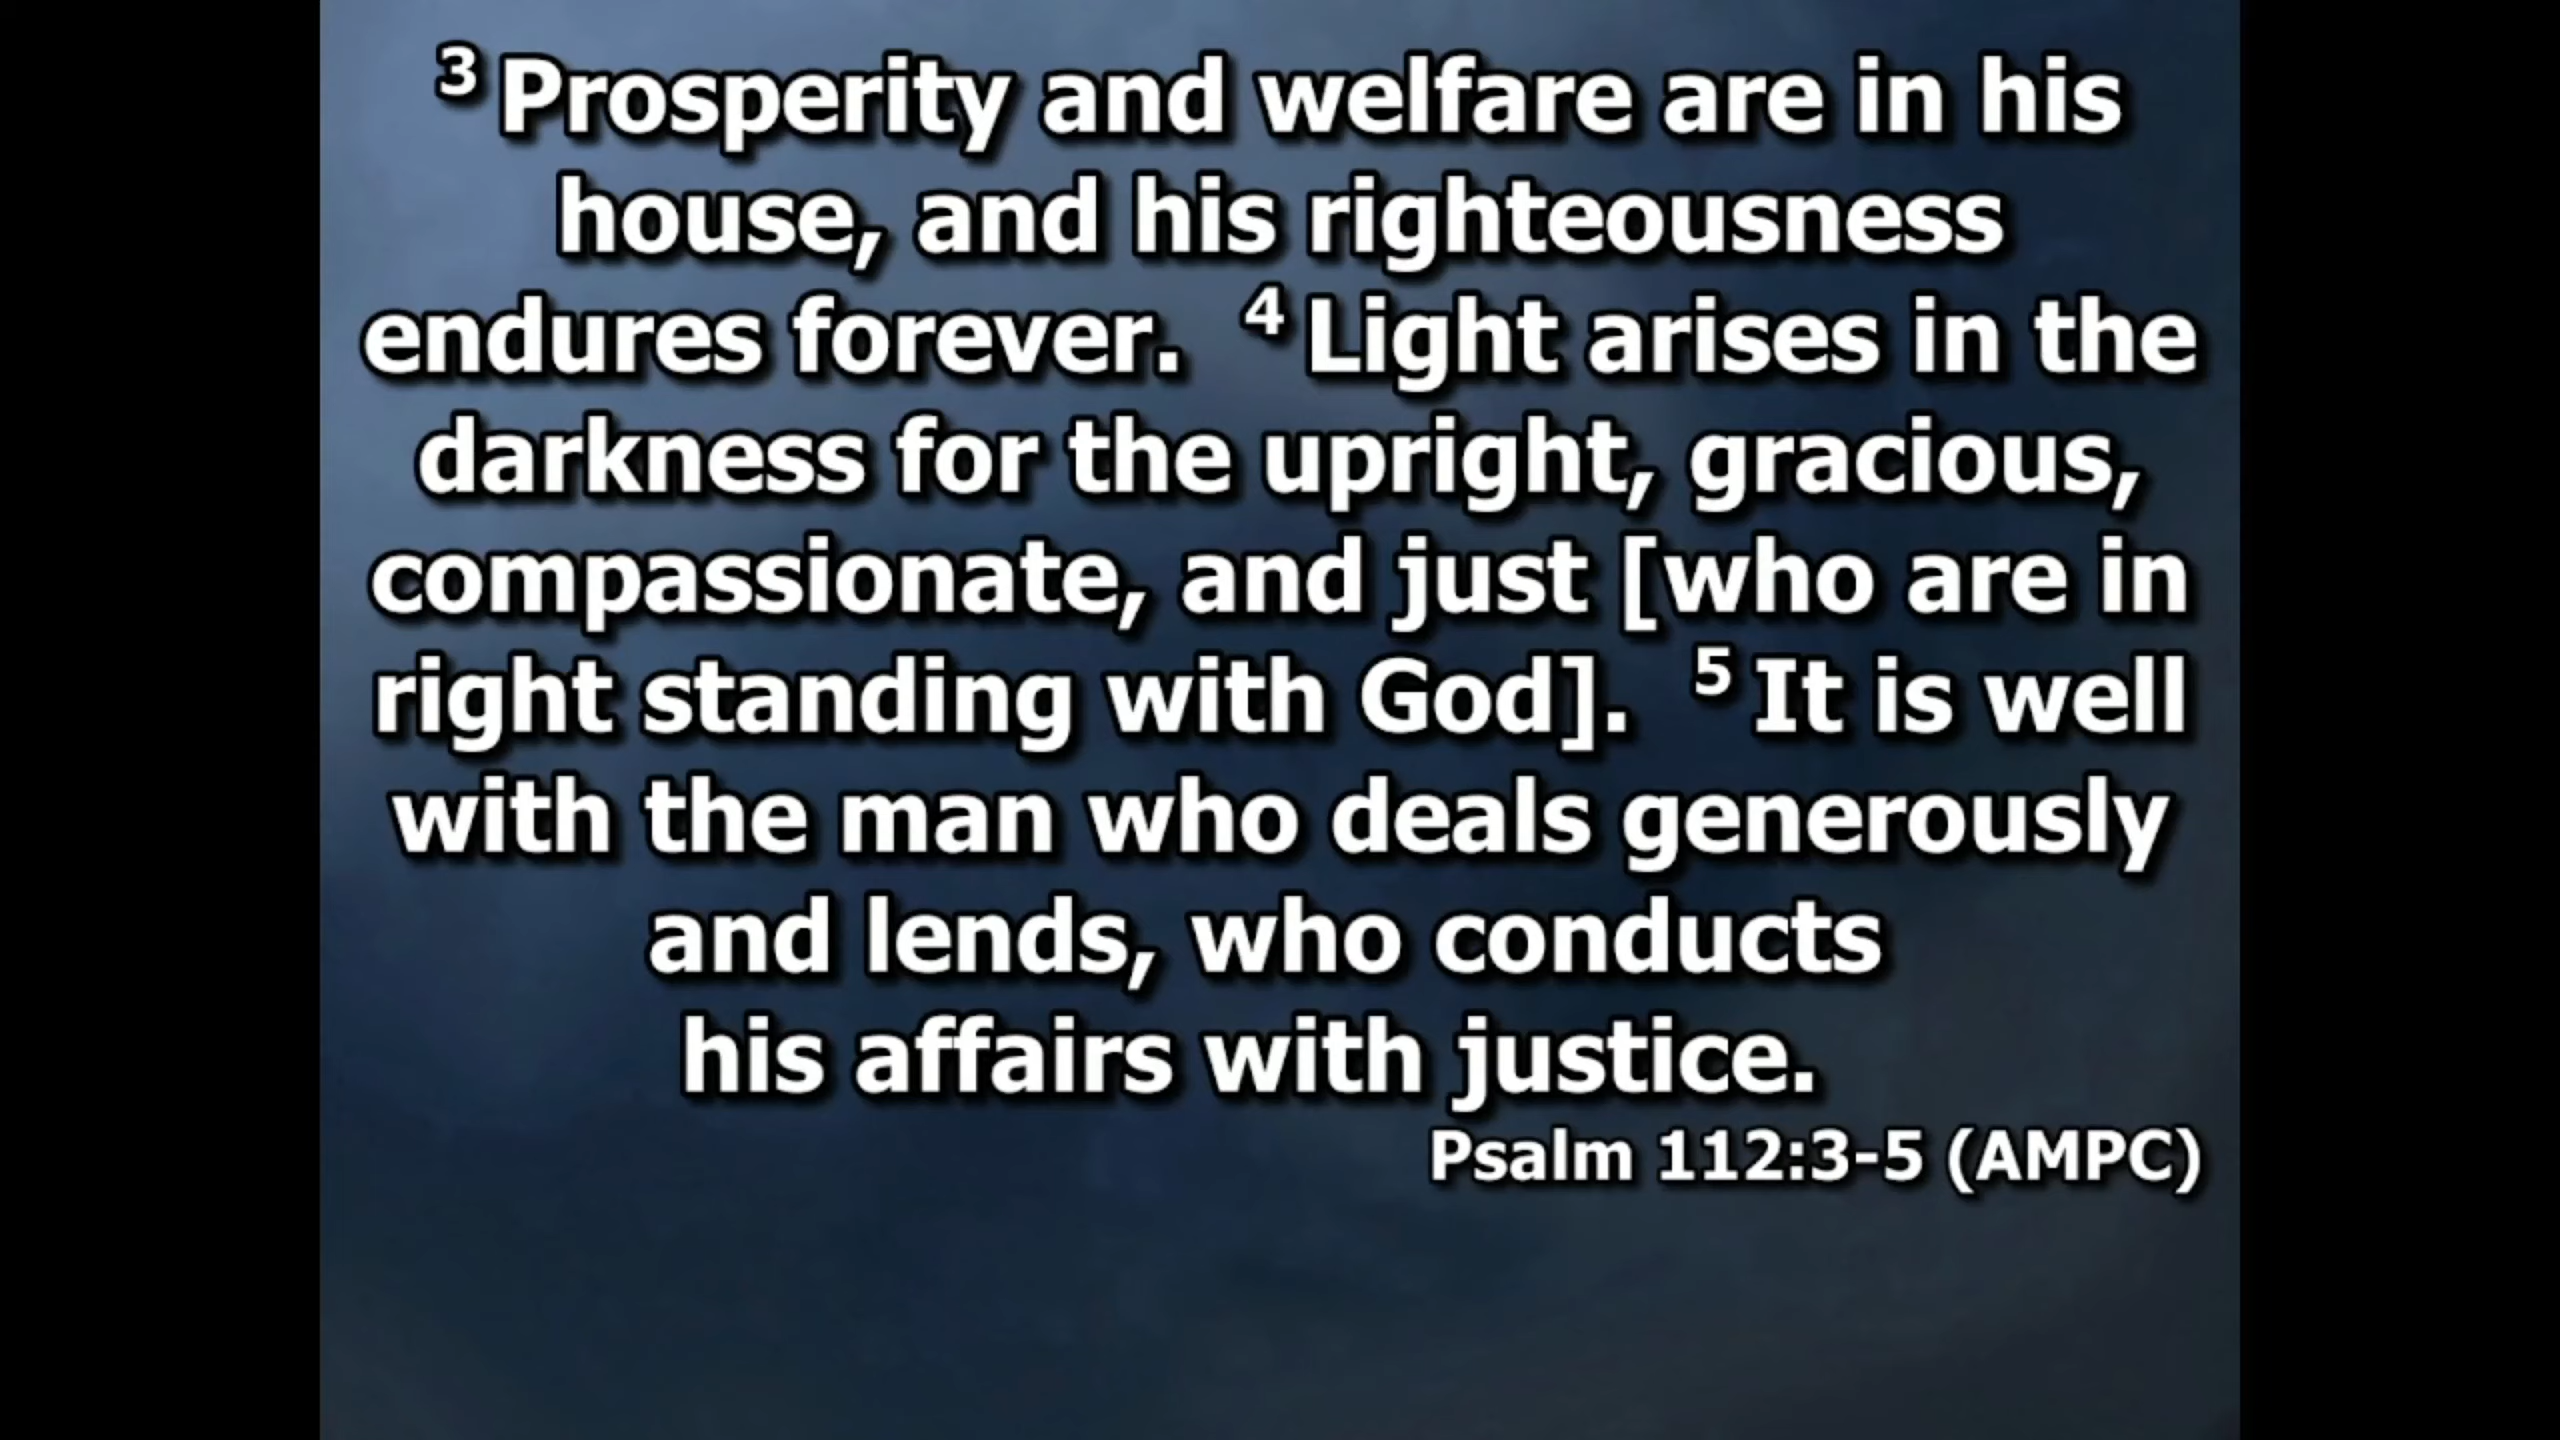 3 Prosperity and welfare are in his
house, and his righteousness
endures forever. 4 Light arises in the
darkness for the upright, gracious,
compassionate, and just [who are in
right standing with God]. 5 It is well
with the man who deals generously
and lends, who conducts
his affairs with justice.
Psalm 112:3-5 (AMPC)